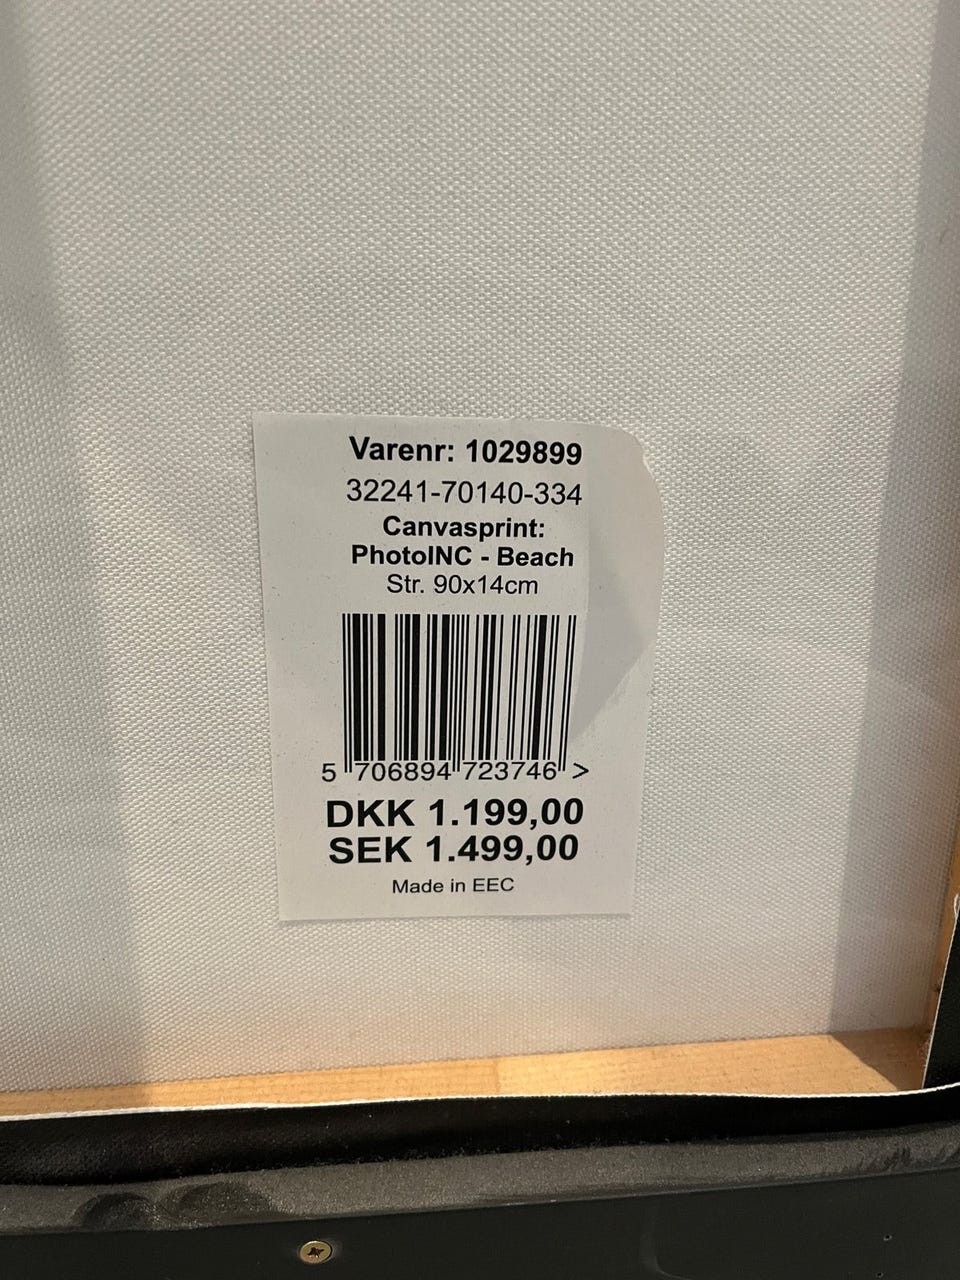 Varenr: 1029899
32241-70140-334
Canvasprint:
PhotoINC - Beach
Str. 90x14cm
5 706894 723746 >
DKK 1.199,00
SEK 1.499,00
Made in EEC